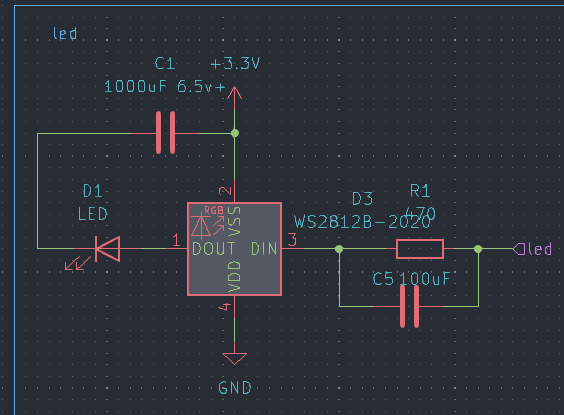 led
C1
+3.3V
1000uF 6.5v+
2
D1
LED
RGB
VSS
D3
R1
WS2812B-2020
470
1
DOUT
DIN
3
led
VDD
C5
100uF
4
GND